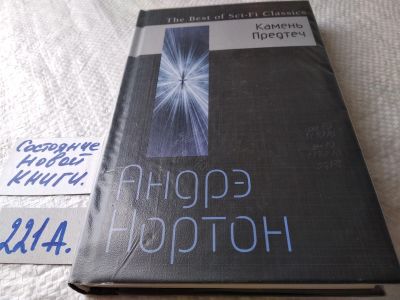 The Best of Sci-Fi Classics
Камень
Предтеч
Состояние
новой
книги.
221А.
Андрэ
Нортон